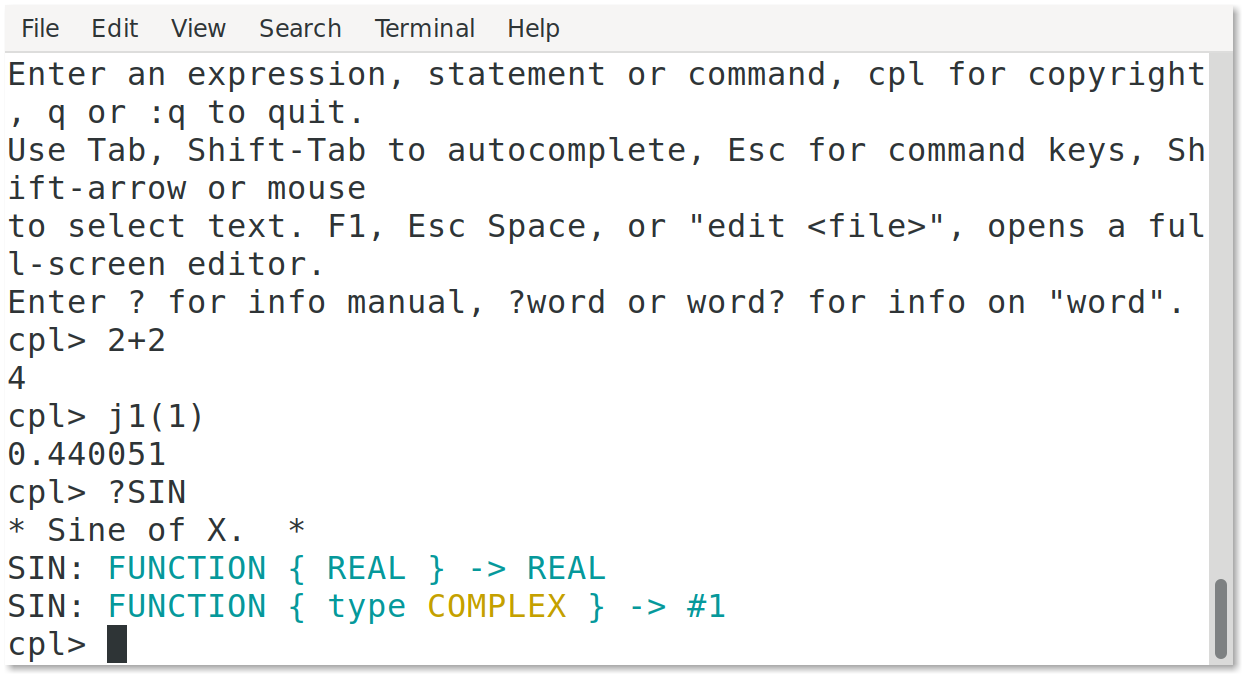 File Edit View Search Terminal Help
Enter an expression, statement or command, cpl for copyright
, q or :q to quit.
Use Tab, Shift-Tab to autocomplete, Esc for command keys, Sh
ift-arrow or mouse
to select text. F1, Esc Space, or "edit <file>", opens a ful
l-screen editor.
Enter ? for info manual, ?word or word? for info on "word".
cpl> 2+2
4
cpl> j1(1)
0.440051
cpl> ?SIN
* Sine of X.  *
SIN: FUNCTION { REAL } -> REAL
SIN: FUNCTION { type COMPLEX } -> #1
cpl>